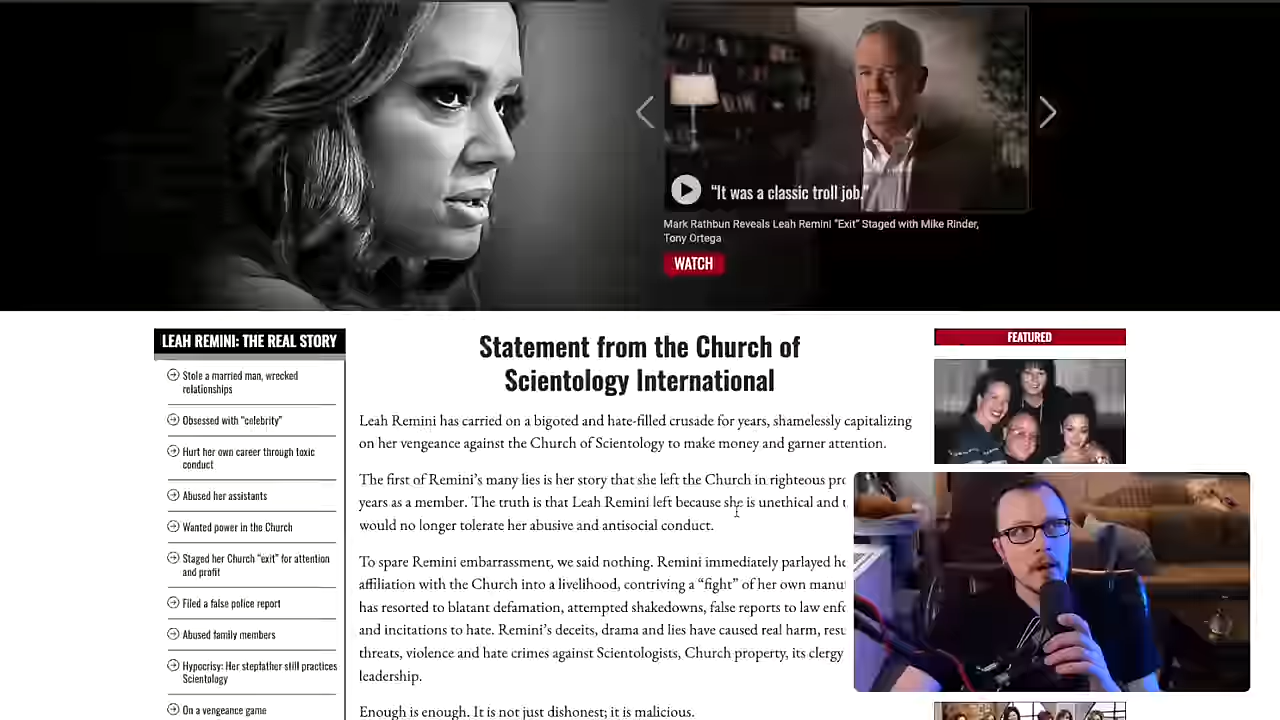 “It was a classic troll job.”
Mark Rathbun Reveals Leah Remini “Exit” Staged with Mike Rinder,
Tony Ortega
WATCH
LEAH REMINI: THE REAL STORY
Stole a married man, wrecked
relationships
Obsessed with “celebrity”
Hurt her own career through toxic
conduct
Abused her assistants
Wanted power in the Church
Staged her Church “exit” for attention
and profit
Filed a false police report
Abused family members
Hypocrisy: Her stepfather still practices
Scientology
On a vengeance game
Statement from the Church of
Scientology International
Leah Remini has carried on a bigoted and hate-filled crusade for years, shamelessly capitalizing
on her vengeance against the Church of Scientology to make money and garner attention.
The first of Remini’s many lies is her story that she left the Church in righteous
years as a member. The truth is that Leah Remini left because she is unethical and
would no longer tolerate her abusive and antisocial conduct.
To spare Remini embarrassment, we said nothing. Remini immediately parlayed
affiliation with the Church into a livelihood, contriving a “fight” of her own
has resorted to blatant defamation, attempted shakedowns, false reports to law
and incitations to hate. Remini’s deceits, drama and lies have caused real harm,
threats, violence and hate crimes against Scientologists, Church property, its clergy
leadership.
Enough is enough. It is not just dishonest; it is malicious.
FEATURED